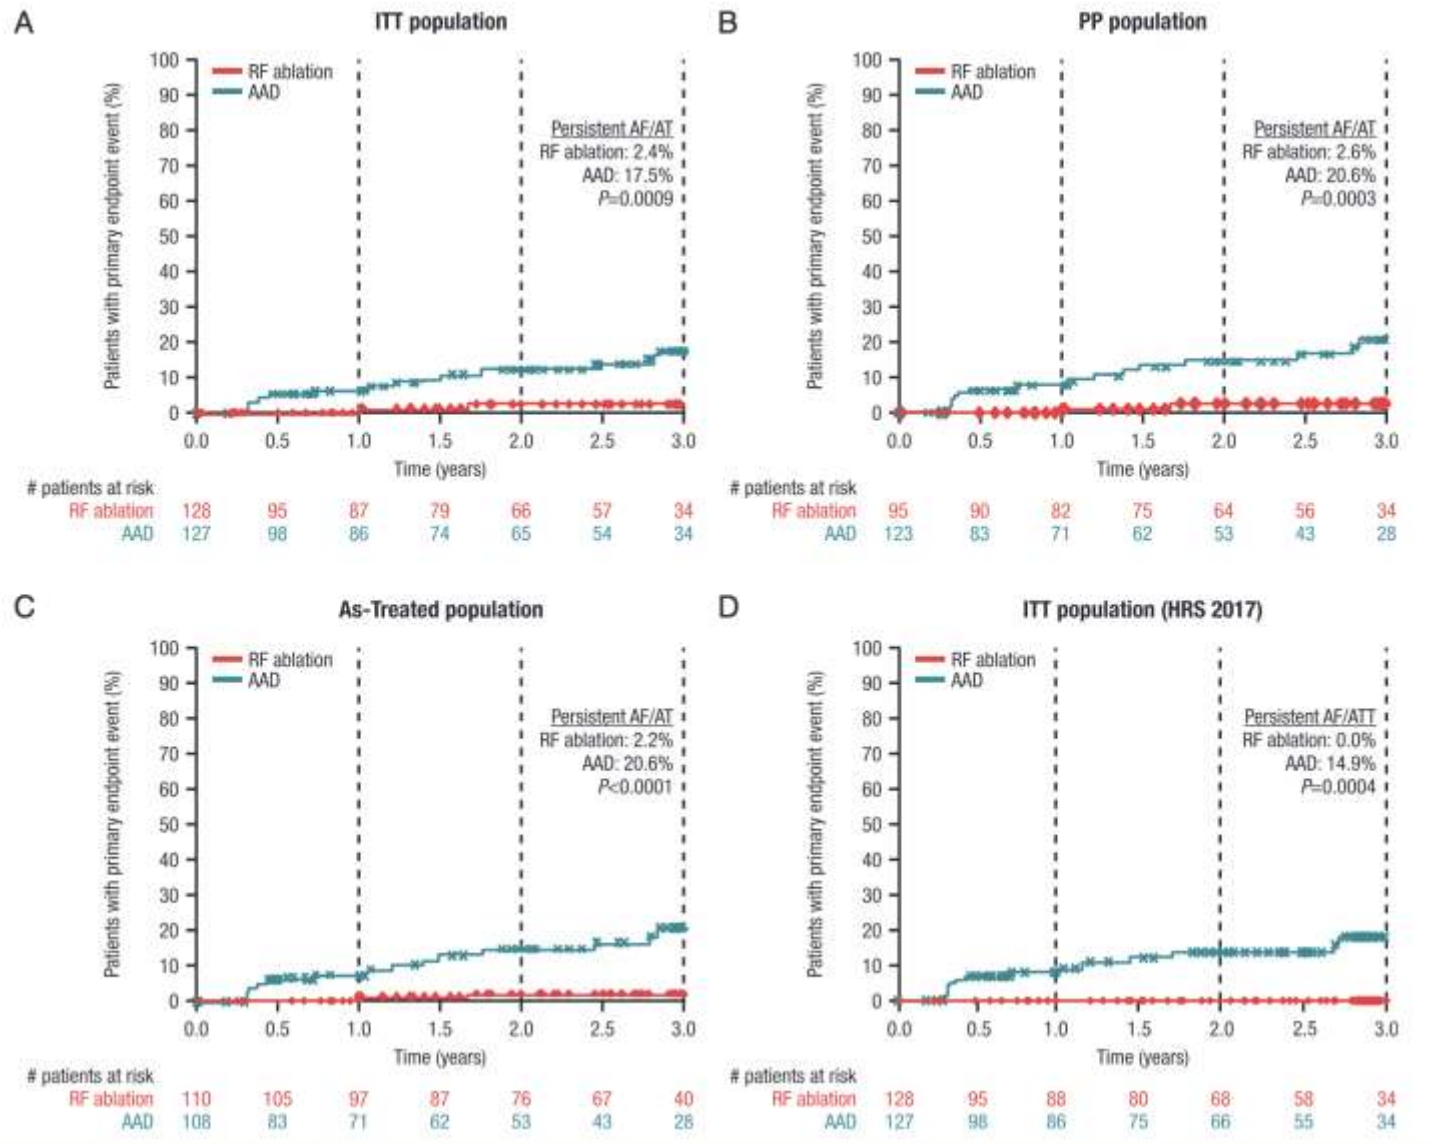 A
ITT population
100
90
80
70
60
50
40
30
20
10
0
Patients with primary endpoint event (%)
RF ablation
AAD
Persistent AF/AT
RF ablation: 2.4%
AAD: 17.5%
P=0.0009
0.0 0.5 1.0 1.5 2.0 2.5 3.0
Time (years)
# patients at risk
RF ablation 128 95 87 79 66 57 34
AAD 127 98 86 74 65 54 34
B
PP population
100
90
80
70
60
50
40
30
20
10
0
Patients with primary endpoint event (%)
RF ablation
AAD
Persistent AF/AT
RF ablation: 2.6%
AAD: 20.6%
P=0.0003
0.0 0.5 1.0 1.5 2.0 2.5 3.0
Time (years)
# patients at risk
RF ablation 95 90 82 75 64 56 34
AAD 123 83 71 62 53 43 28
C
As-Treated population
100
90
80
70
60
50
40
30
20
10
0
Patients with primary endpoint event (%)
RF ablation
AAD
Persistent AF/AT
RF ablation: 2.2%
AAD: 20.6%
P<0.0001
0.0 0.5 1.0 1.5 2.0 2.5 3.0
Time (years)
# patients at risk
RF ablation 110 105 97 87 76 67 40
AAD 108 83 71 62 53 43 28
D
ITT population (HRS 2017)
100
90
80
70
60
50
40
30
20
10
0
Patients with primary endpoint event (%)
RF ablation
AAD
Persistent AF/ATT
RF ablation: 0.0%
AAD: 14.9%
P=0.0004
0.0 0.5 1.0 1.5 2.0 2.5 3.0
Time (years)
# patients at risk
RF ablation 128 95 88 80 68 58 34
AAD 127 98 86 75 66 55 34